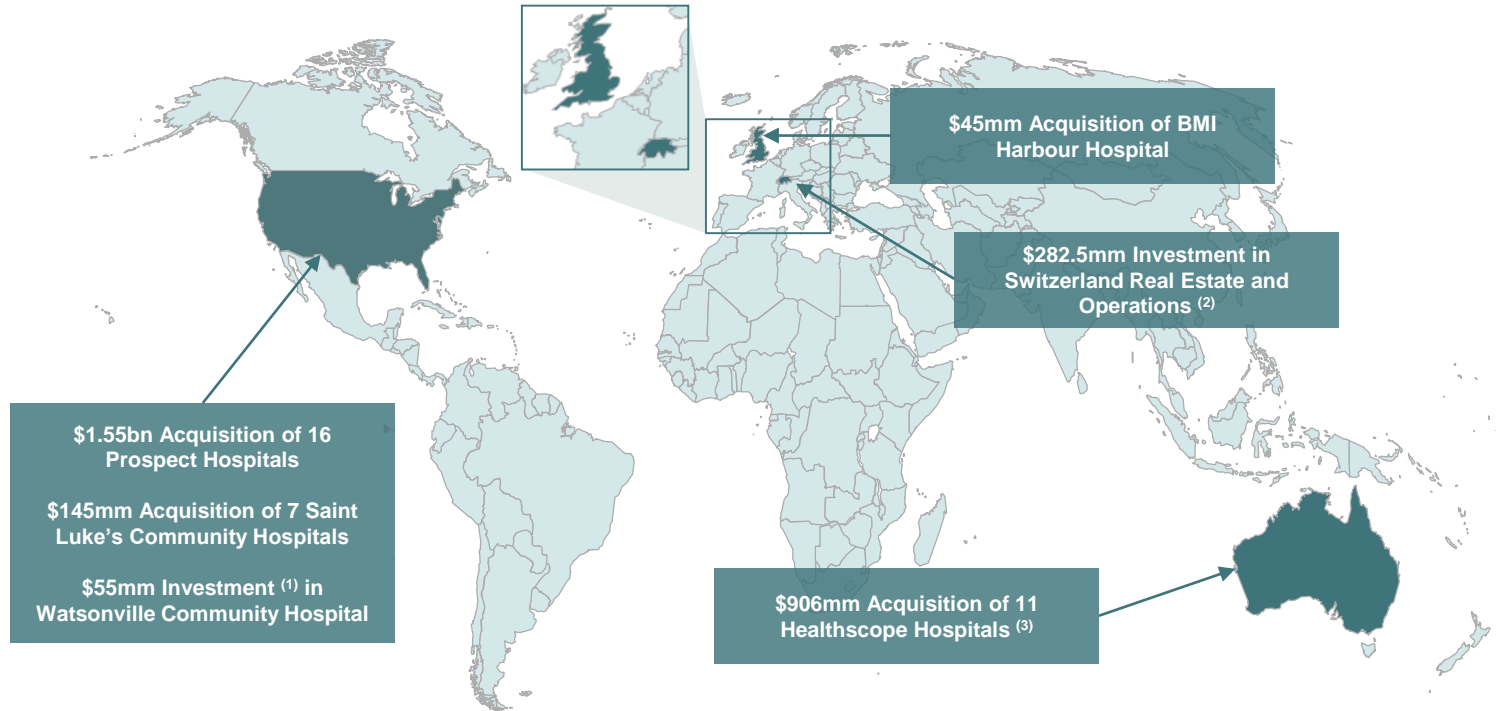 $45mm Acquisition of BMI
Harbour Hospital
$282.5mm Investment in
Switzerland Real Estate and
Operations (2)
$1.55bn Acquisition of 16
Prospect Hospitals
$145mm Acquisition of 7 Saint
Luke’s Community Hospitals
$55mm Investment (1) in
Watsonville Community Hospital
$906mm Acquisition of 11
Healthscope Hospitals (3)